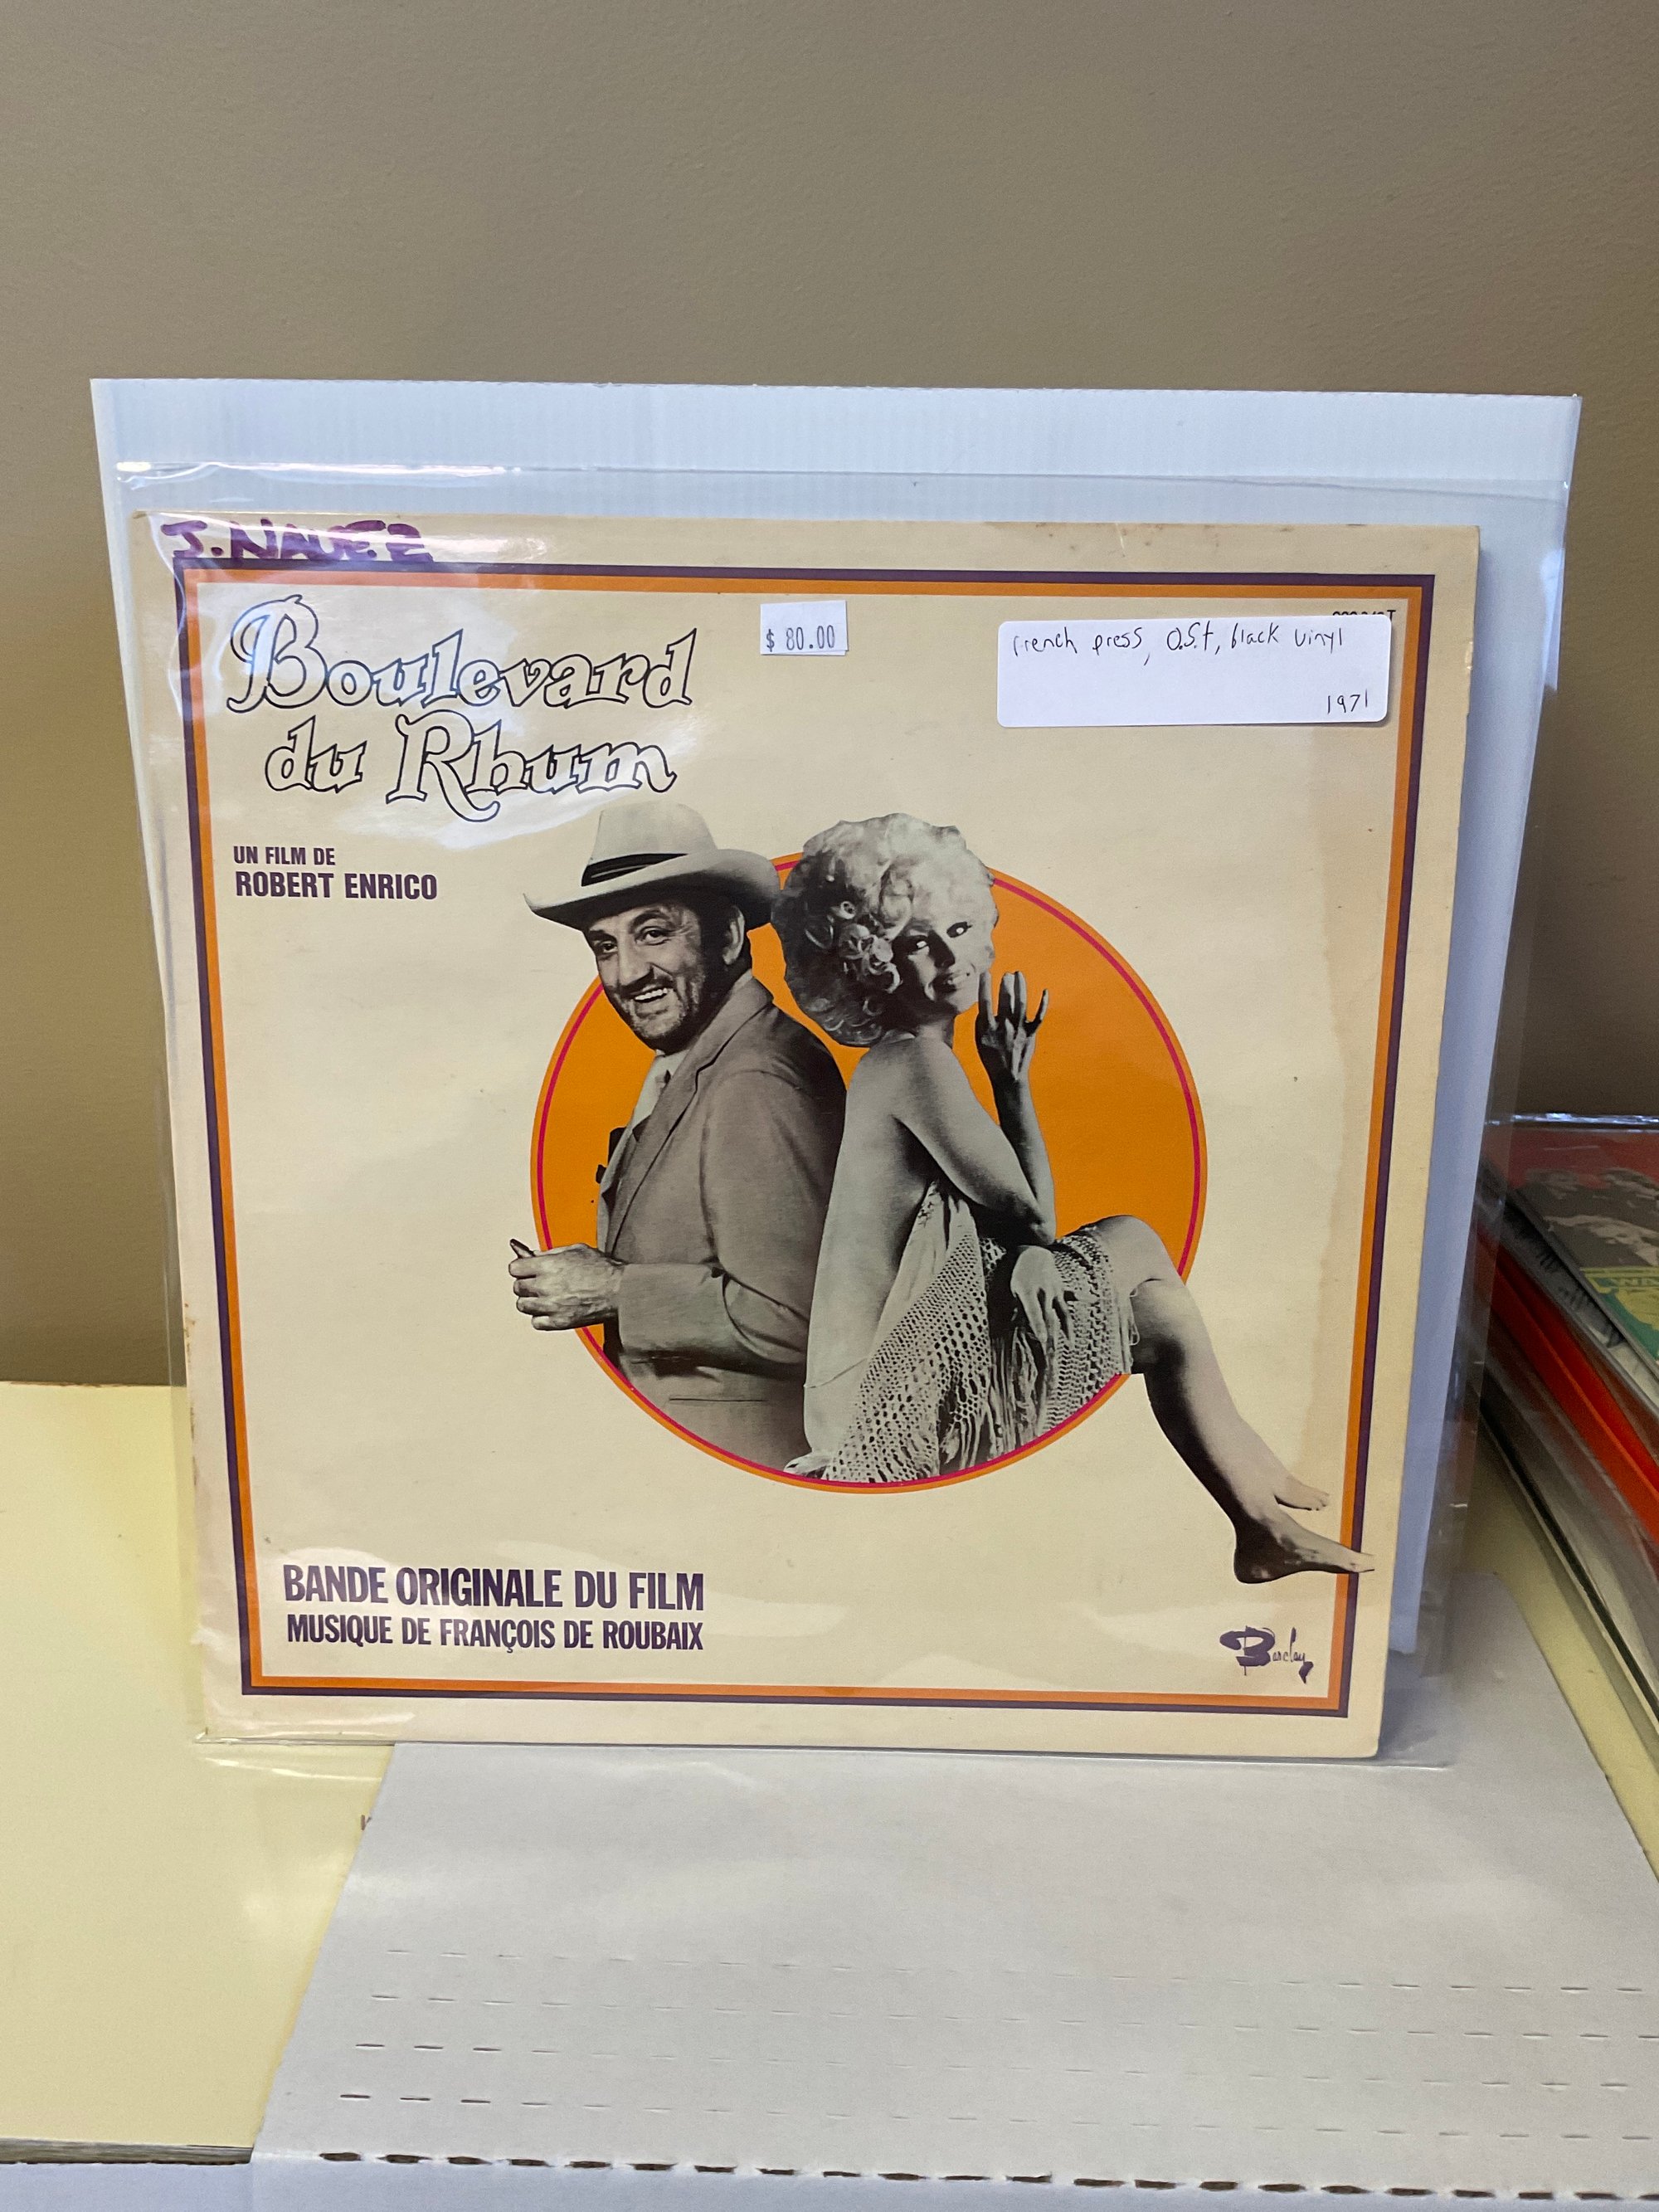 Boulevard
du Rhum
$ 80.00
french press, O.S.t, black vinyl
1971
UN FILM DE
ROBERT ENRICO
BANDE ORIGINALE DU FILM
MUSIQUE DE FRANÇOIS DE ROUBAIX
Barclay